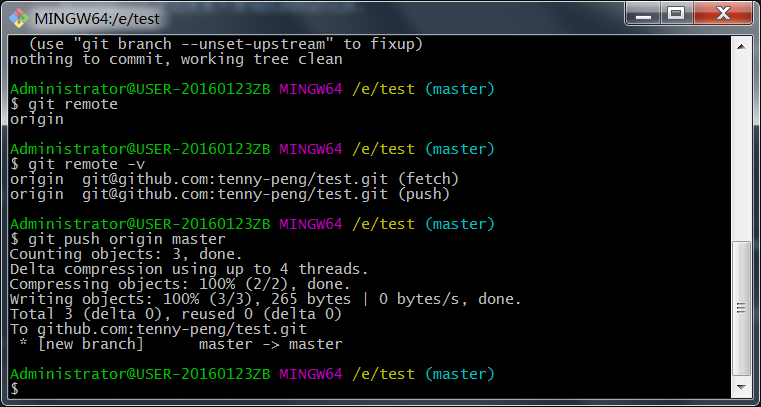 MINGW64:/e/test
(use "git branch --unset-upstream" to fixup)
nothing to commit, working tree clean
Administrator@USER-20160123ZB MINGW64 /e/test (master)
$ git remote
origin
Administrator@USER-20160123ZB MINGW64 /e/test (master)
$ git remote -v
origin  git@github.com:tenny-peng/test.git (fetch)
origin  git@github.com:tenny-peng/test.git (push)
Administrator@USER-20160123ZB MINGW64 /e/test (master)
$ git push origin master
Counting objects: 3, done.
Delta compression using up to 4 threads.
Compressing objects: 100% (2/2), done.
Writing objects: 100% (3/3), 265 bytes | 0 bytes/s, done.
Total 3 (delta 0), reused 0 (delta 0)
To github.com:tenny-peng/test.git
 * [new branch]      master -> master
Administrator@USER-20160123ZB MINGW64 /e/test (master)
$